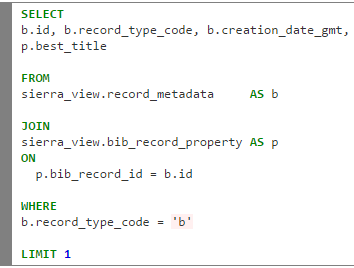 SELECT
b.id, b.record_type_code, b.creation_date_gmt,
p.best_title
FROM
sierra_view.record_metadata     AS b
JOIN
sierra_view.bib_record_property AS p
ON
  p.bib_record_id = b.id
WHERE
b.record_type_code = 'b'
LIMIT 1